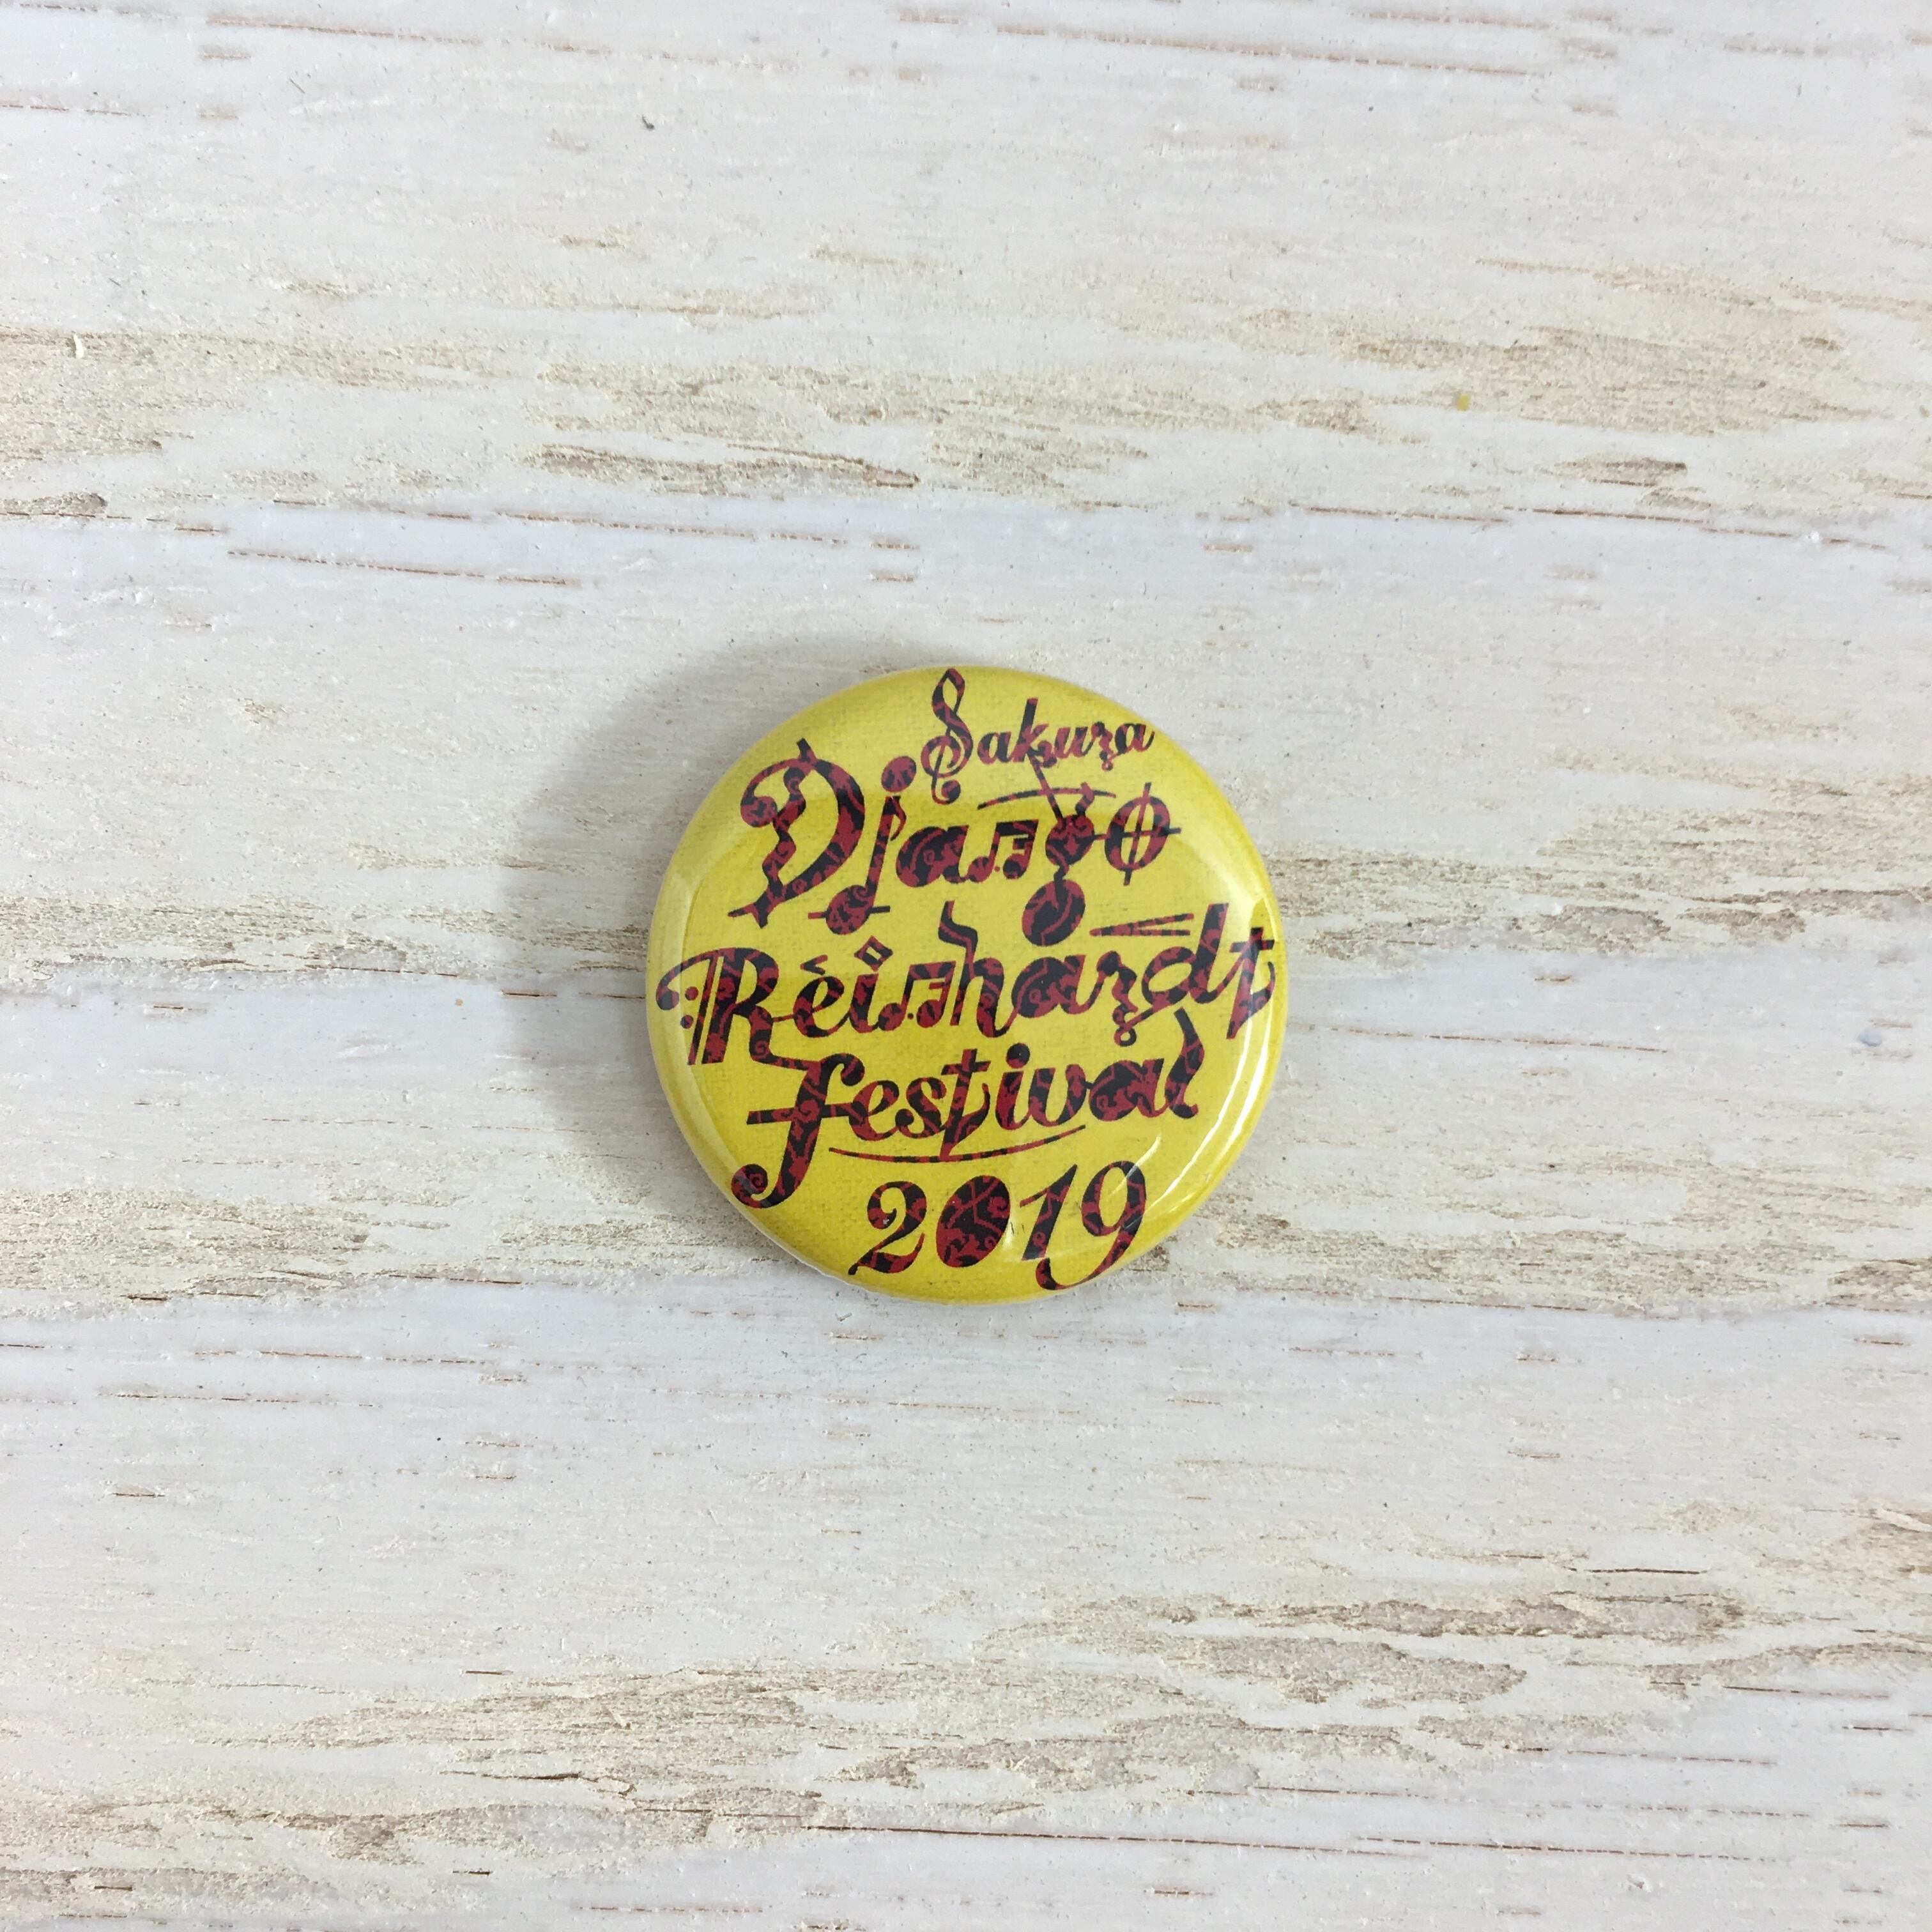 Sakura
Django
Reinhardt
festival
2019